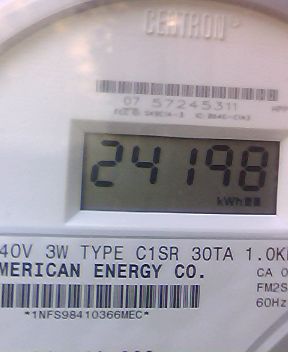 CENTRON
07 57245311
24198
kWh
40V 3W TYPE C1SR 30TA 1.0K
MERICAN ENERGY CO.
CA 0
FM2S
60Hz
*1NFS98410366MEC*